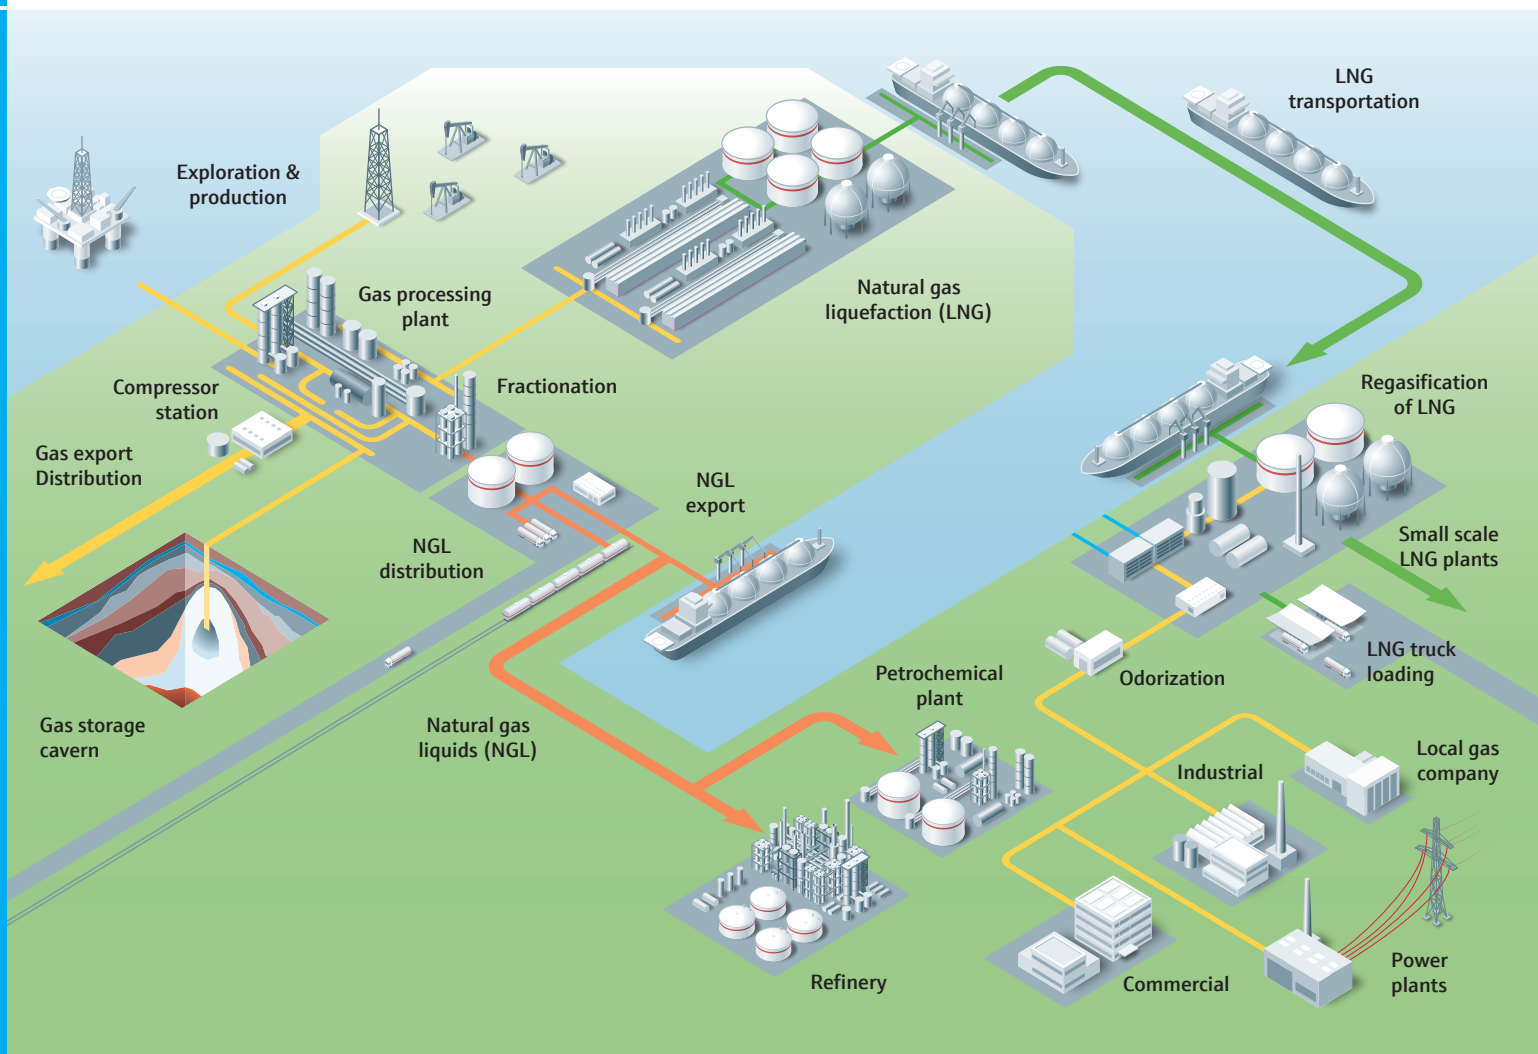 LNG
transportation
Exploration &
production
Natural gas
liquefaction (LNG)
Gas processing
plant
Fractionation
Compressor
station
Gas export
Distribution
Regasification
of LNG
NGL
export
NGL
distribution
Small scale
LNG plants
LNG truck
loading
Odorization
Petrochemical
plant
Gas storage
cavern
Natural gas
liquids (NGL)
Local gas
company
Industrial
Refinery
Commercial
Power
plants